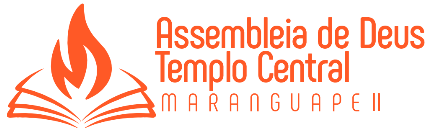 Assembleia de Deus
Templo Central
MARANGUAPE II